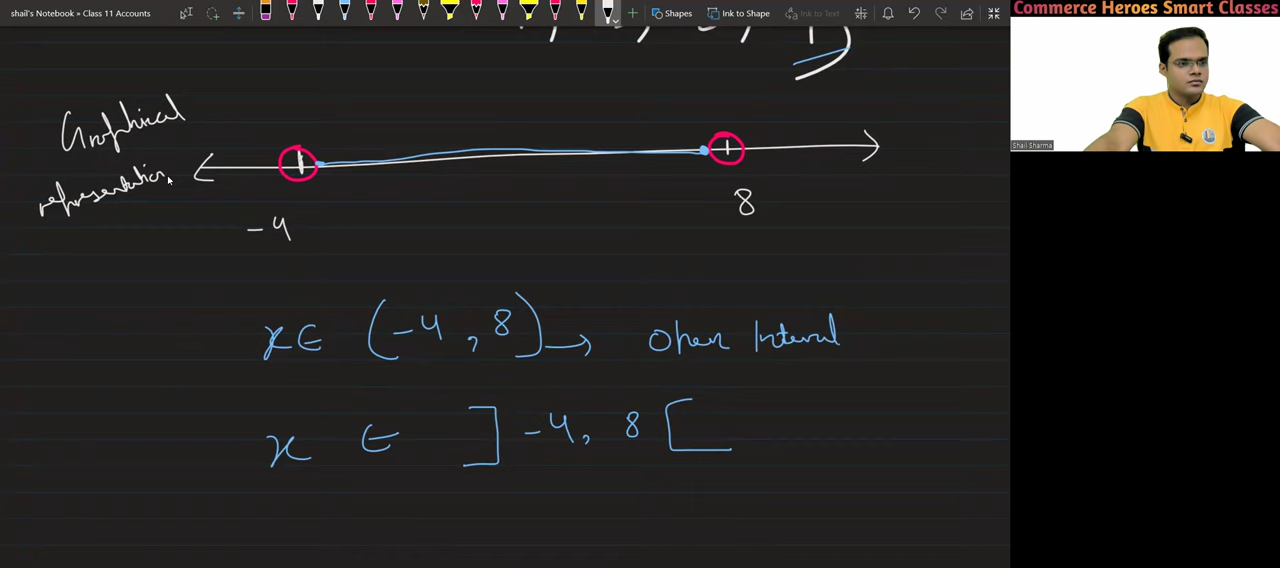 shail's Notebook » Class 11 Accounts
Shapes
Ink to Shape
Ink to Text
Commerce Heroes Smart Classes
Shail Sharma
Graphical
representation
-4
8
x ∈ (-4, 8) → Open Interval
x ∈ ]-4, 8[